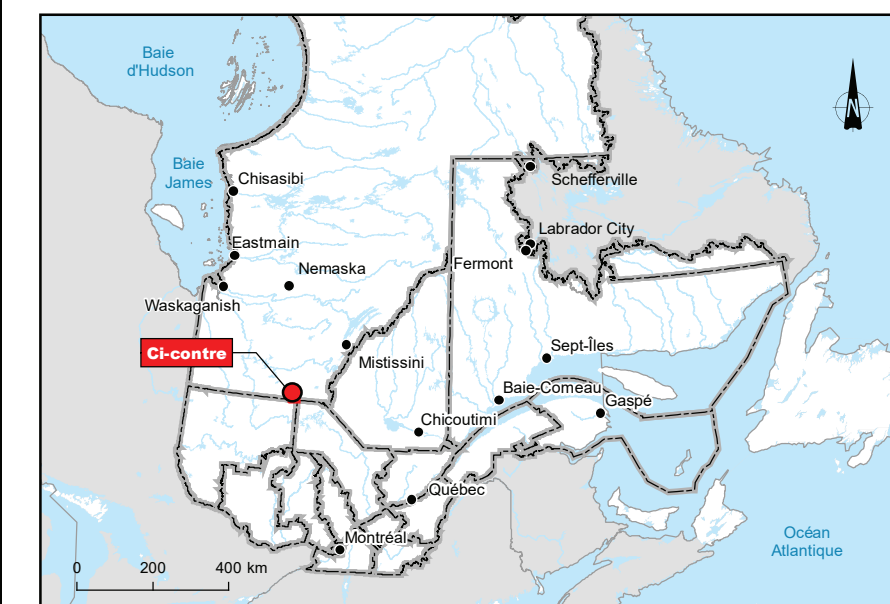 Baie
d'Hudson
N
Baie
James
Chisasibi
Schefferville
Labrador City
Eastmain
Nemaska
Fermont
Waskaganish
Ci-contre
Mistissini
Sept-Îles
Baie-Comeau
Gaspé
Chicoutimi
Québec
Montréal
Océan
Atlantique
0 200 400 km